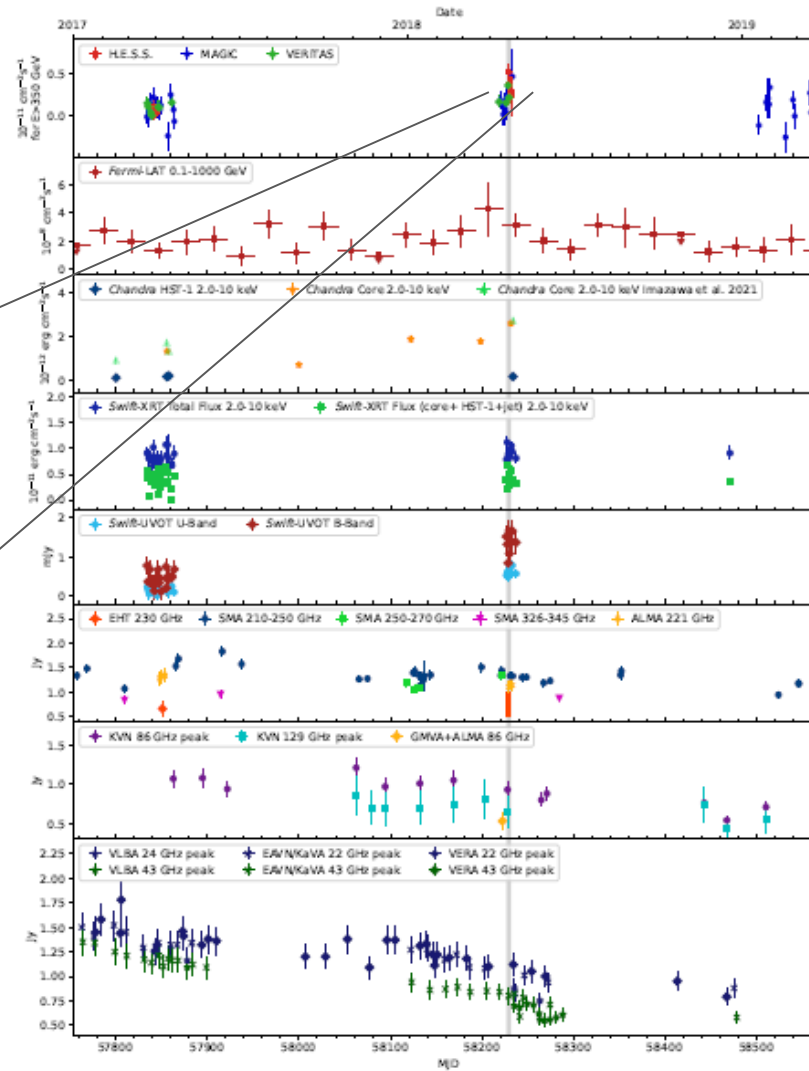 Date
2017 2018 2019
H.E.S.S. MAGIC VERITAS
10⁻¹¹ cm⁻²s⁻¹
for E>350 GeV
0.5
0.0
Fermi-LAT 0.1-1000 GeV
10⁻⁸ cm⁻²s⁻¹
6
4
2
0
Chandra HST-1 2.0-10 keV Chandra Core 2.0-10 keV Chandra Core 2.0-10 keV Imazawa et al. 2021
10⁻¹² erg cm⁻²s⁻¹
4
2
0
Swift-XRT Total Flux 2.0-10 keV Swift-XRT Flux (core+ HST-1+jet) 2.0-10 keV
10⁻¹¹ erg cm⁻²s⁻¹
2.0
1.5
1.0
0.5
0.0
Swift-UVOT U-Band Swift-UVOT B-Band
mJy
2
1
0
EHT 230 GHz SMA 210-250 GHz SMA 250-270 GHz SMA 326-345 GHz ALMA 221 GHz
Jy
2.5
2.0
1.5
1.0
0.5
KVN 86 GHz peak KVN 129 GHz peak GMVA+ALMA 86 GHz
Jy
1.5
1.0
0.5
VLBA 24 GHz peak EAVN/KaVA 22 GHz peak VERA 22 GHz peak
VLBA 43 GHz peak EAVN/KaVA 43 GHz peak VERA 43 GHz peak
Jy
2.25
2.00
1.75
1.50
1.25
1.00
0.75
0.50
57800 57900 58000 58100 58200 58300 58400 58500
MJD